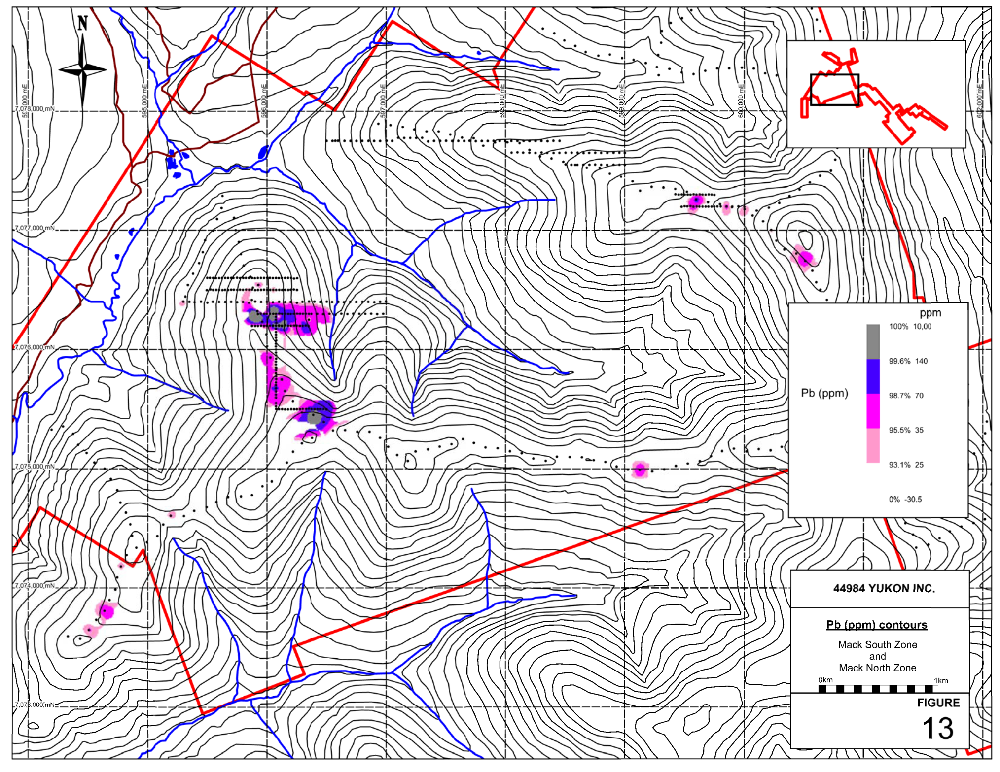 N
595,000 mE
596,000 mE
597,000 mE
598,000 mE
599,000 mE
600,000 mE
602,000 mE
7,078,000 mN
7,077,000 mN
7,076,000 mN
7,075,000 mN
7,074,000 mN
7,073,000 mN
ppm
100% 10,00
99.6% 140
Pb (ppm)
98.7% 70
95.5% 35
93.1% 25
0% -30.5
44984 YUKON INC.
Pb (ppm) contours
Mack South Zone
and
Mack North Zone
0km 1km
FIGURE
13